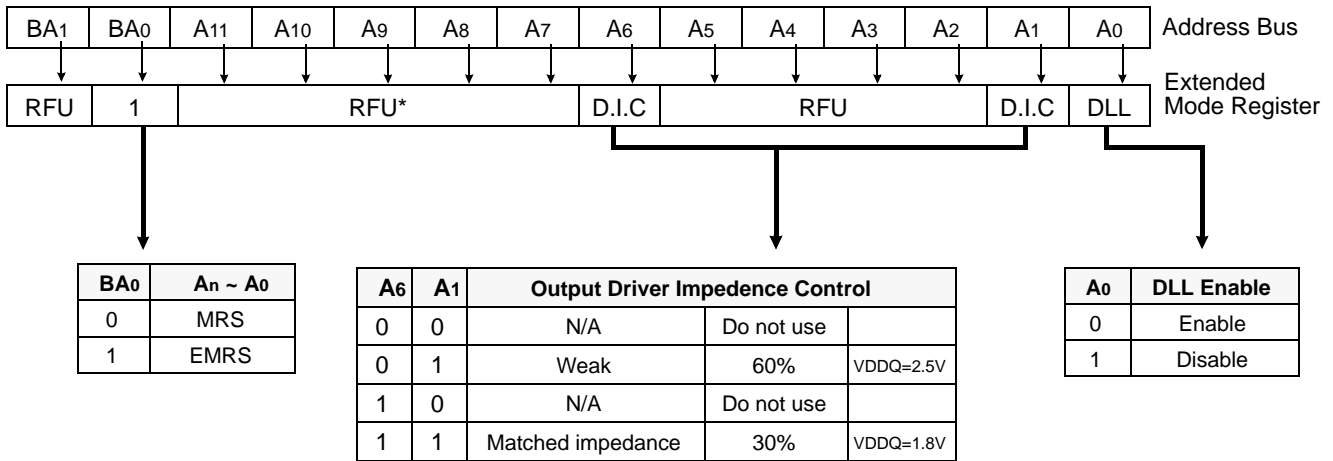 BA1 BA0 A11 A10 A9 A8 A7 A6 A5 A4 A3 A2 A1 A0 Address Bus
RFU 1 RFU* D.I.C RFU D.I.C DLL Extended
Mode Register
BA0 An ~ A0
0 MRS
1 EMRS
A6 A1 Output Driver Impedence Control
0 0 N/A Do not use
0 1 Weak 60% VDDQ=2.5V
1 0 N/A Do not use
1 1 Matched impedance 30% VDDQ=1.8V
A0 DLL Enable
0 Enable
1 Disable